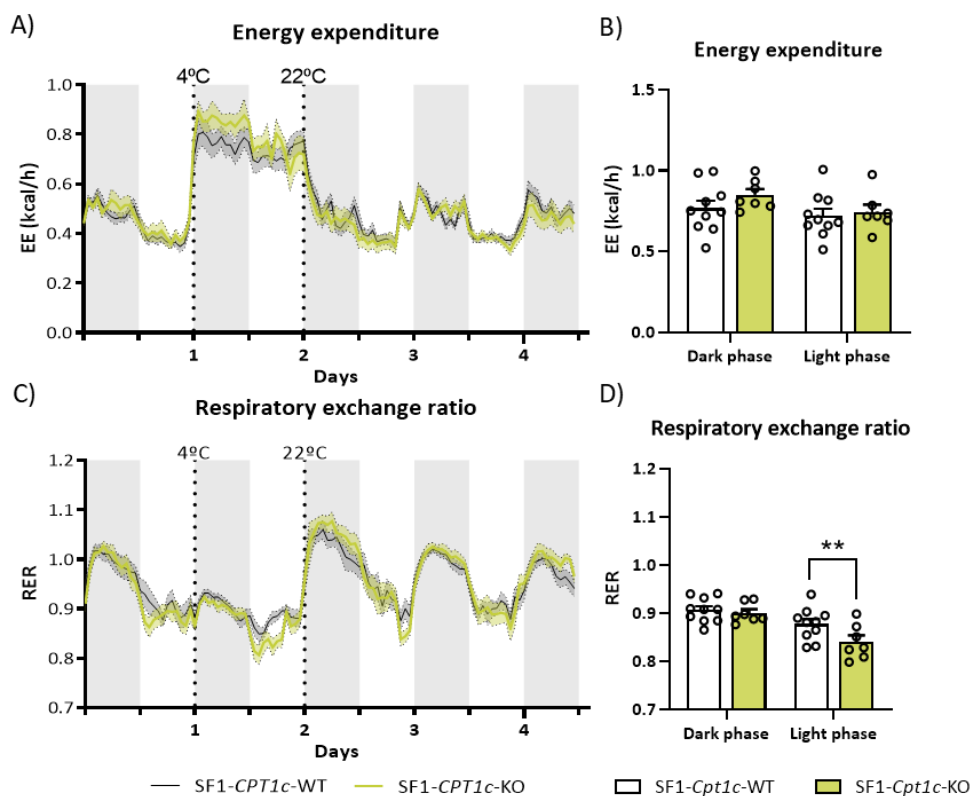 A)
Energy expenditure
4ºC
22ºC
EE (kcal/h)
1.0
0.8
0.6
0.4
0.2
0.0
1
2
3
4
Days
B)
Energy expenditure
EE (kcal/h)
1.5
1.0
0.5
0.0
Dark phase
Light phase
C)
Respiratory exchange ratio
4ºC
22ºC
RER
1.2
1.1
1.0
0.9
0.8
0.7
1
2
3
4
Days
D)
Respiratory exchange ratio
RER
1.2
1.1
1.0
0.9
0.8
0.7
**
Dark phase
Light phase
SF1-CPT1c-WT
SF1-CPT1c-KO
SF1-Cpt1c-WT
SF1-Cpt1c-KO